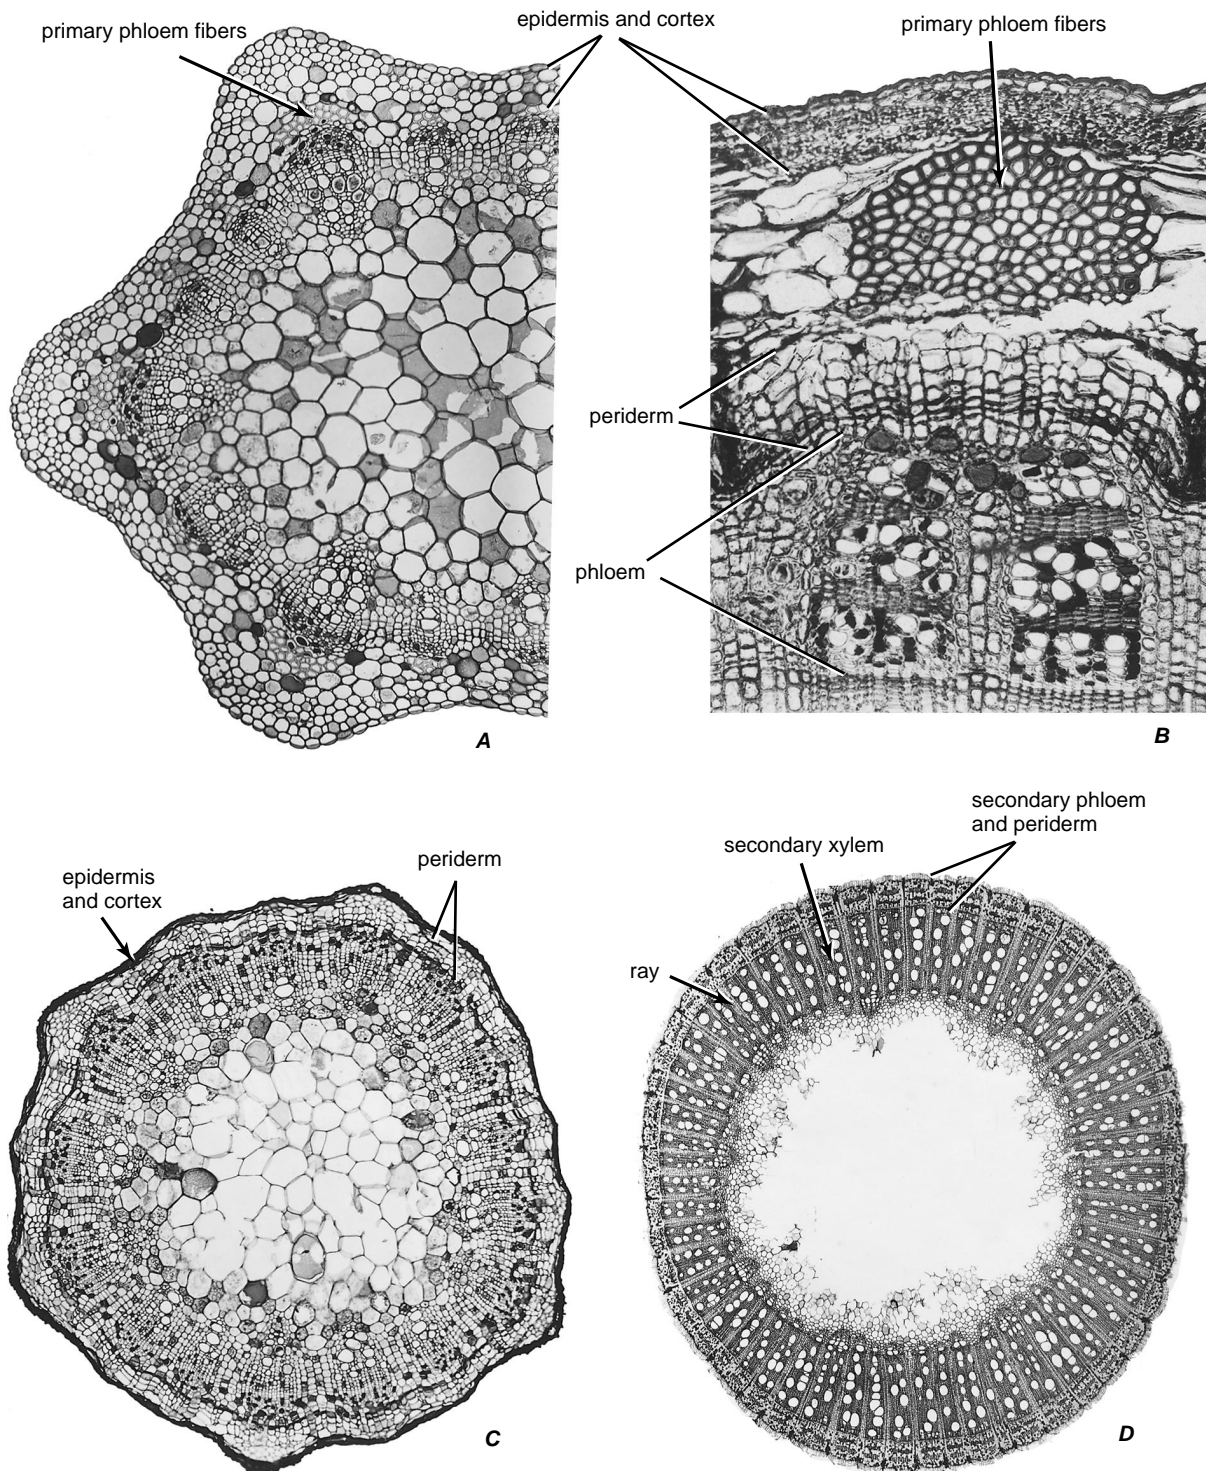 primary phloem fibers
epidermis and cortex
primary phloem fibers
periderm
phloem
A
B
epidermis
and cortex
periderm
secondary phloem
and periderm
secondary xylem
ray
C
D